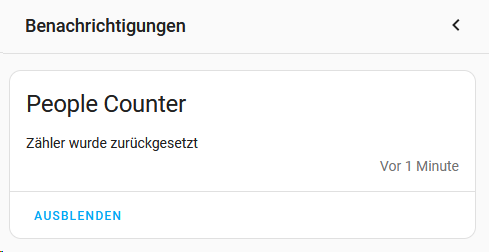 Benachrichtigungen
People Counter
Zähler wurde zurückgesetzt
Vor 1 Minute
AUSBLENDEN